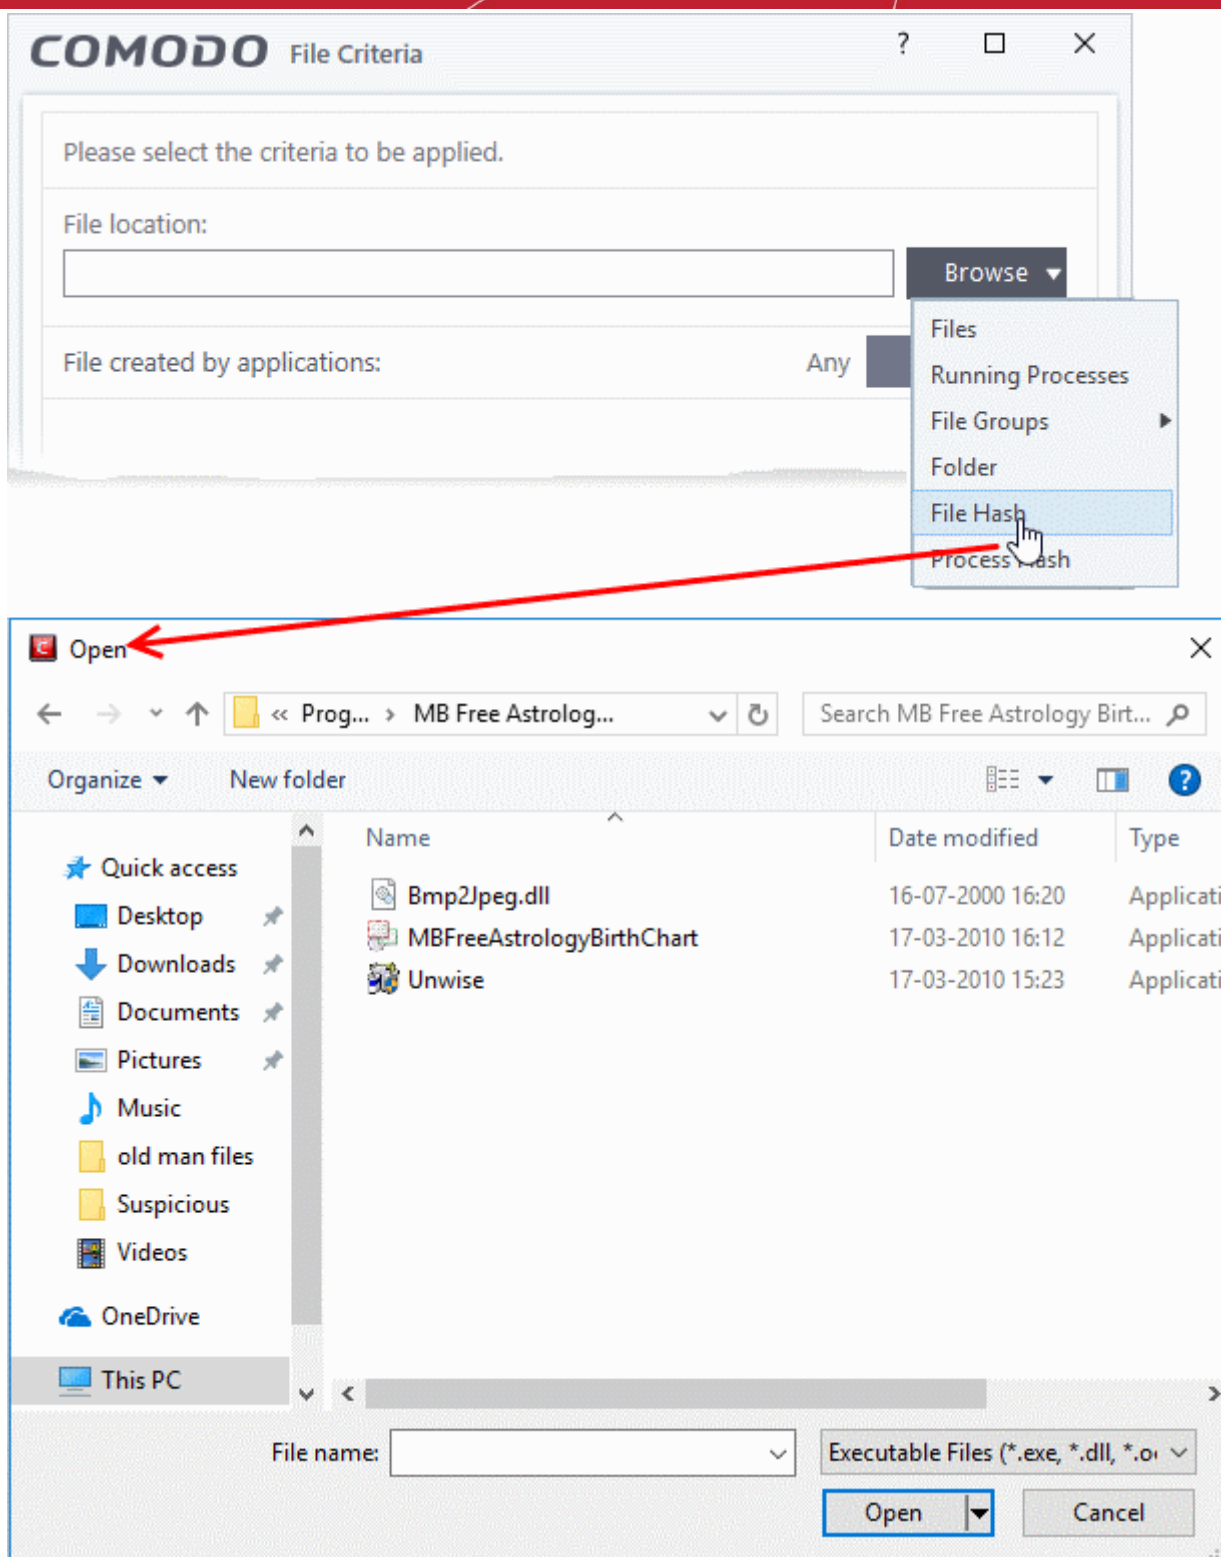 COMODO File Criteria ?
Please select the criteria to be applied.
File location:
Browse
Files
File created by applications: Any
Running Processes
File Groups
Folder
File Hash
Process Hash
Open
« Prog... › MB Free Astrolog...
Search MB Free Astrology Birt...
Organize
New folder
?
Name
Date modified
Type
Quick access
Desktop
Downloads
Documents
Pictures
Music
old man files
Suspicious
Videos
OneDrive
This PC
Bmp2Jpeg.dll 16-07-2000 16:20 Applicati
MBFreeAstrologyBirthChart 17-03-2010 16:12 Applicati
Unwise 17-03-2010 15:23 Applicati
File name:
Executable Files (*.exe, *.dll, *.o
Open
Cancel